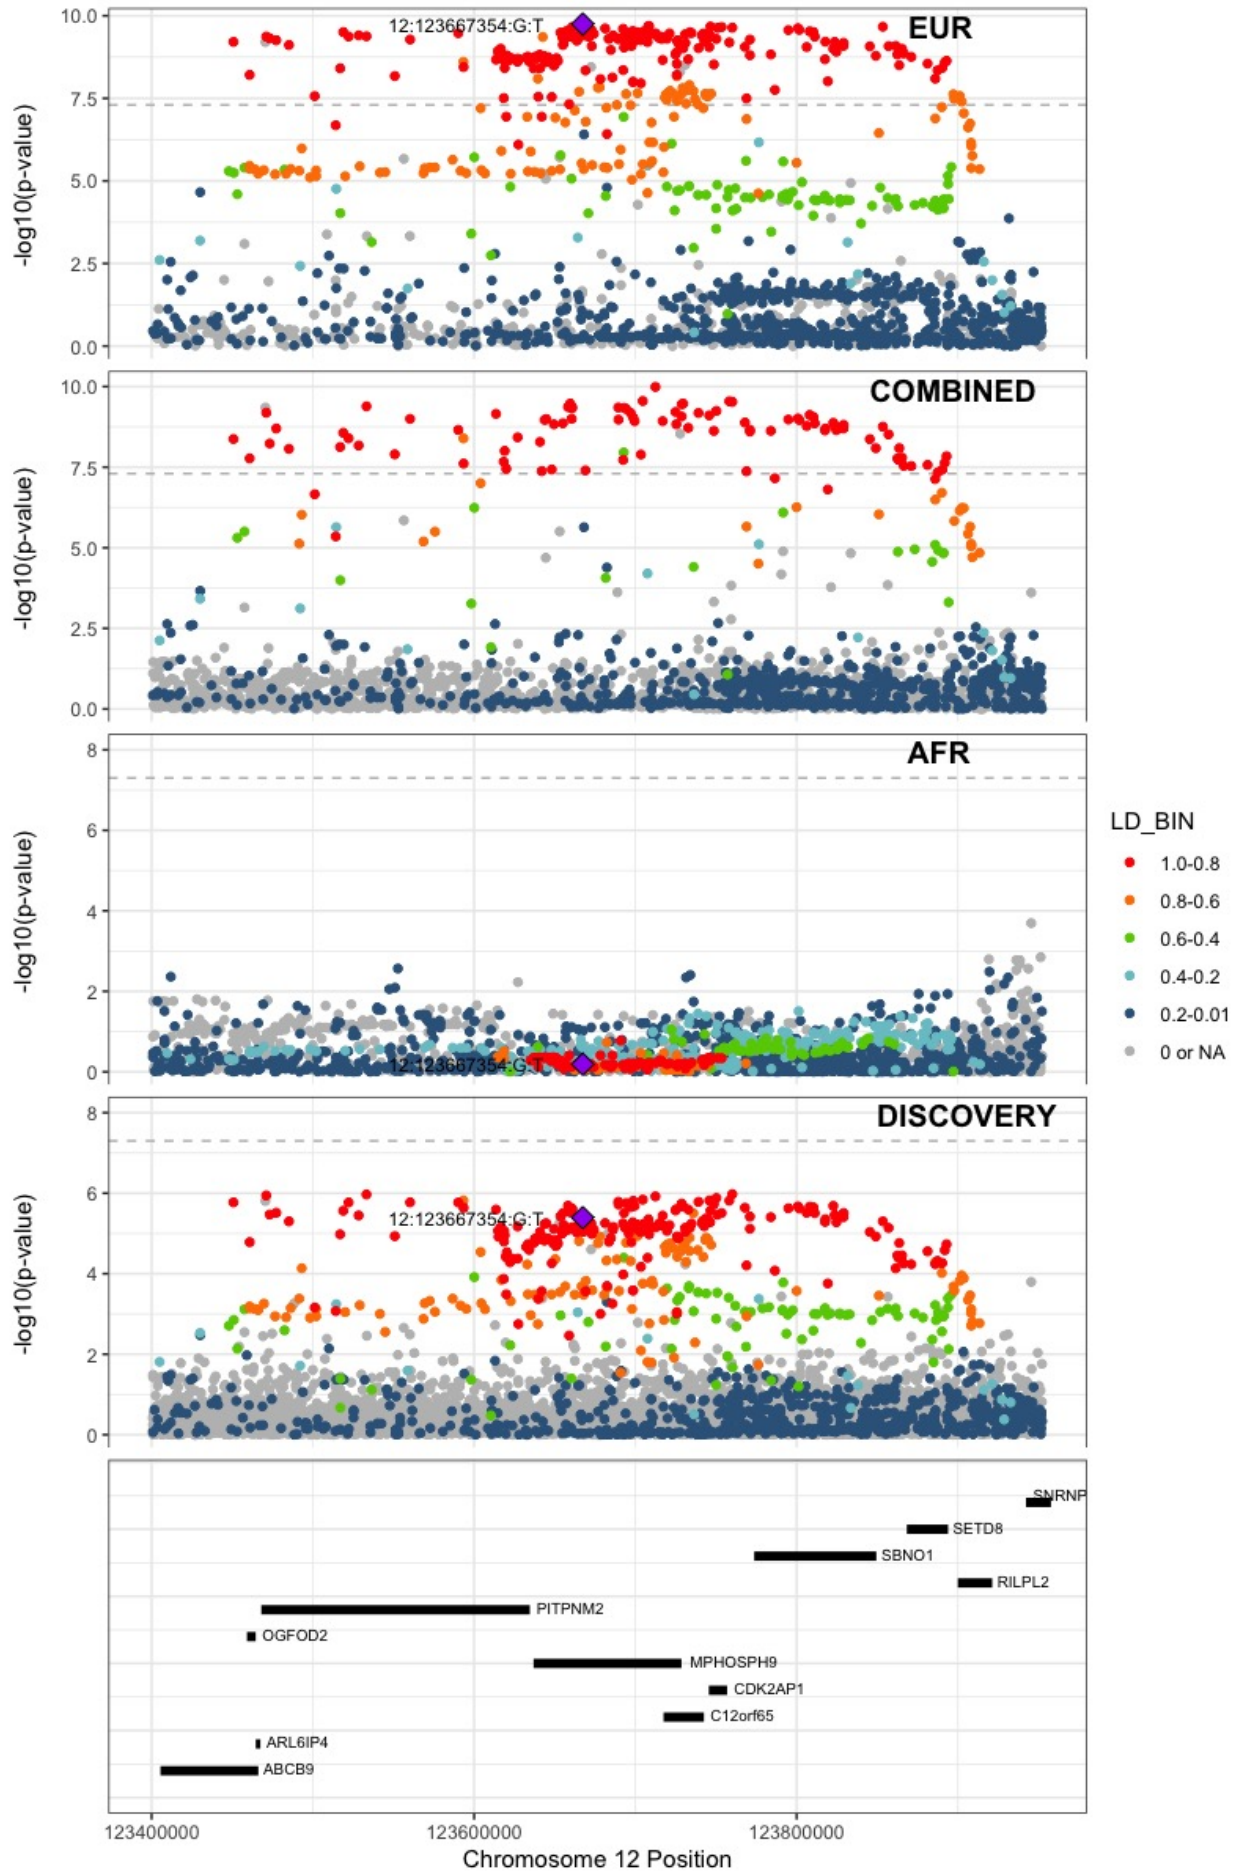 10.0
12:123667354:G:T
EUR
7.5
5.0
2.5
0.0
-log10(p-value)
10.0
COMBINED
7.5
5.0
2.5
0.0
-log10(p-value)
8
AFR
6
4
2
0
12:123667354:G:T
-log10(p-value)
LD_BIN
1.0-0.8
0.8-0.6
0.6-0.4
0.4-0.2
0.2-0.01
0 or NA
8
DISCOVERY
6
12:123667354:G:T
4
2
0
-log10(p-value)
SNRNP
SETD8
SBNO1
RILPL2
PITPNM2
OGFOD2
MPHOSPH9
CDK2AP1
C12orf65
ARL6IP4
ABCB9
123400000 123600000 123800000
Chromosome 12 Position